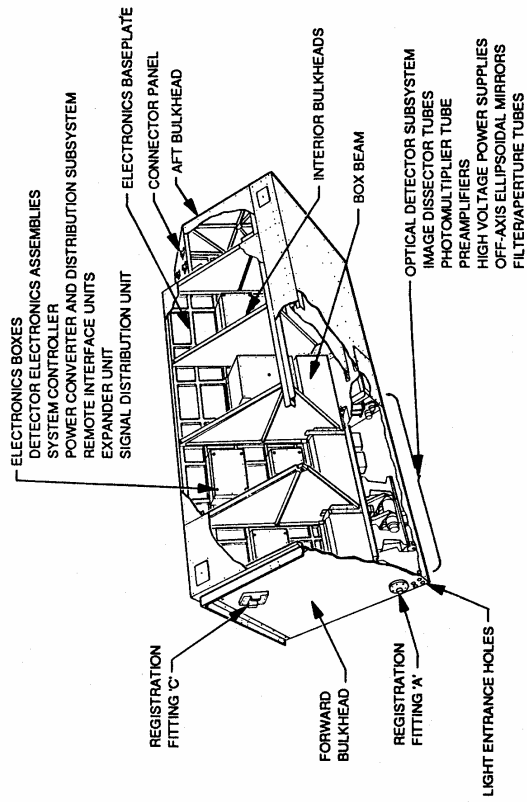 ELECTRONICS BOXES
DETECTOR ELECTRONICS ASSEMBLIES
SYSTEM CONTROLLER
POWER CONVERTER AND DISTRIBUTION SUBSYSTEM
REMOTE INTERFACE UNITS
EXPANDER UNIT
SIGNAL DISTRIBUTION UNIT
ELECTRONICS BASEPLATE
CONNECTOR PANEL
AFT BULKHEAD
INTERIOR BULKHEADS
BOX BEAM
REGISTRATION
FITTING 'C'
FORWARD
BULKHEAD
REGISTRATION
FITTING 'A'
LIGHT ENTRANCE HOLES
OPTICAL DETECTOR SUBSYSTEM
IMAGE DISSECTOR TUBES
PHOTOMULTIPLIER TUBE
PREAMPLIFIERS
HIGH VOLTAGE POWER SUPPLIES
OFF-AXIS ELLIPSOIDAL MIRRORS
FILTER/APERTURE TUBES